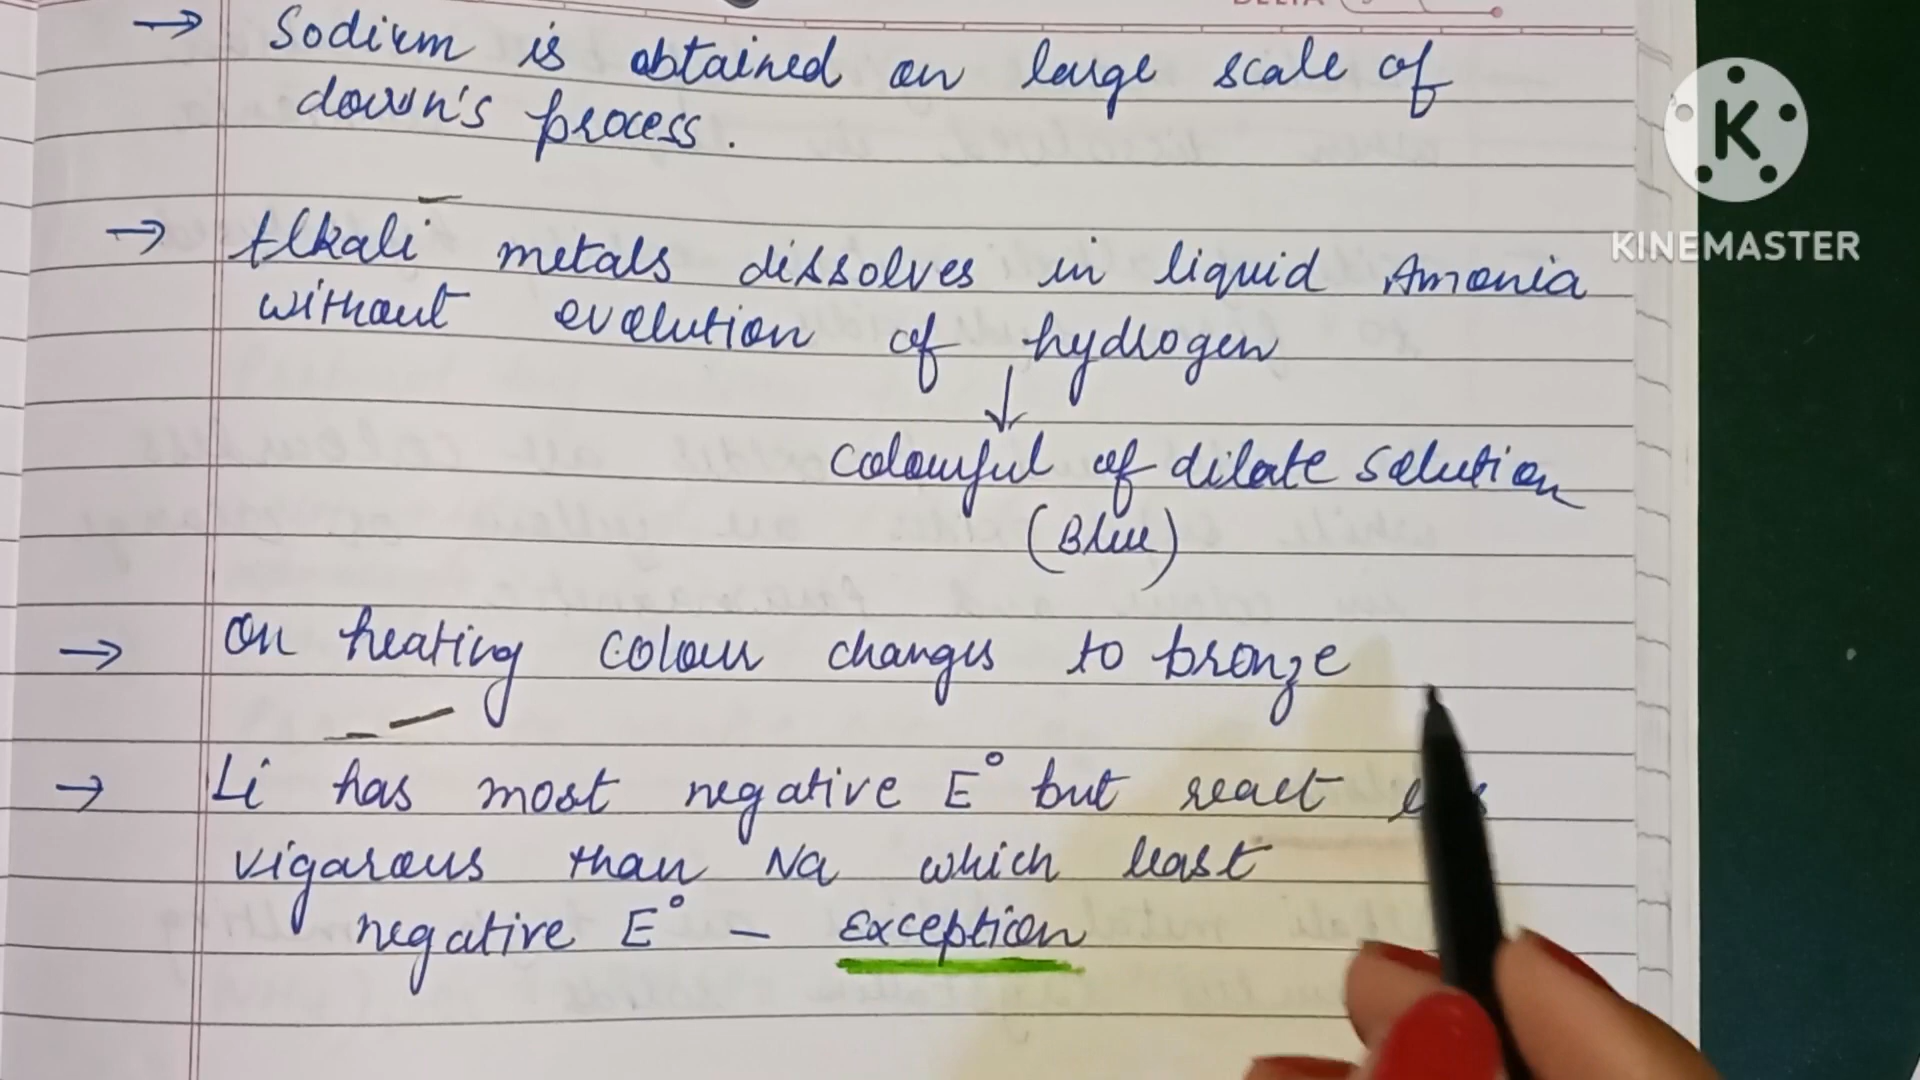 → Sodium is obtained on large scale of
down's process.
→ Alkali metals dissolves in liquid Amonia
without evolution of hydrogen
↓
colourful of dilate solution
(Blue)
→ on heating colour changes to bronze
→ Li has most negative E° but react
vigarous than Na which least
negative E° - Exception
K
KINEMASTER